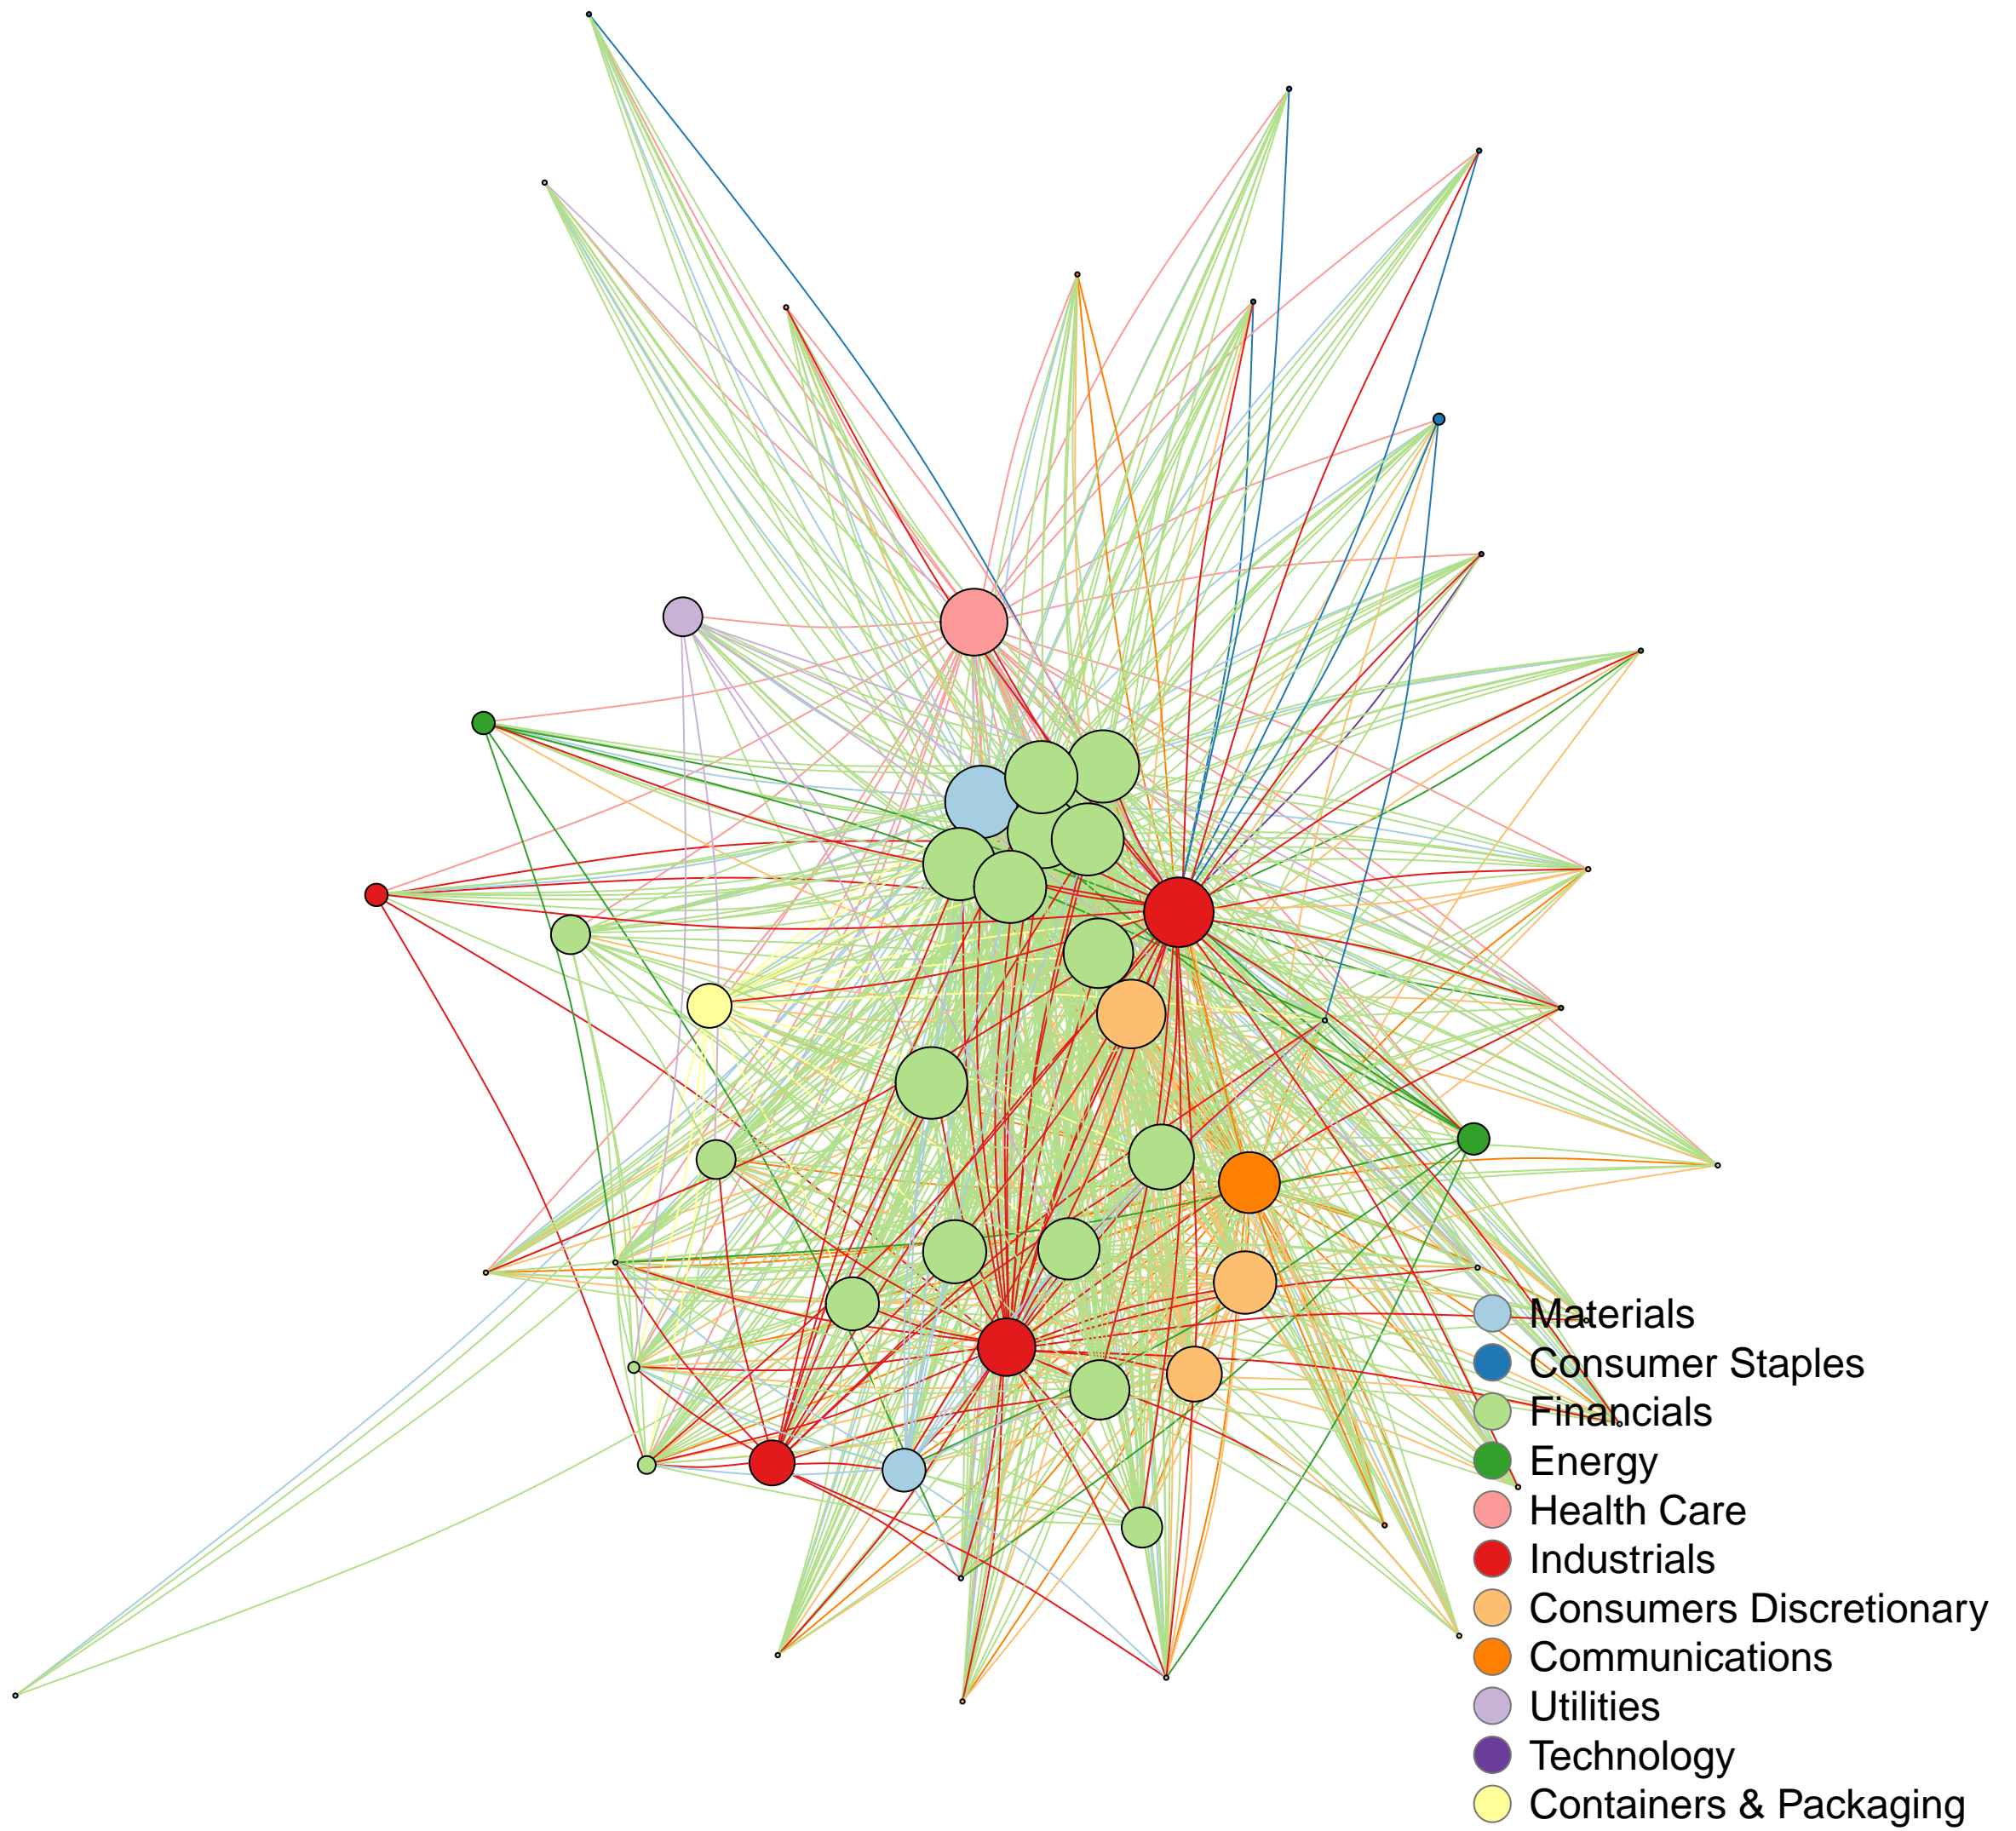 Materials
Consumer Staples
Financials
Energy
Health Care
Industrials
Consumers Discretionary
Communications
Utilities
Technology
Containers & Packaging